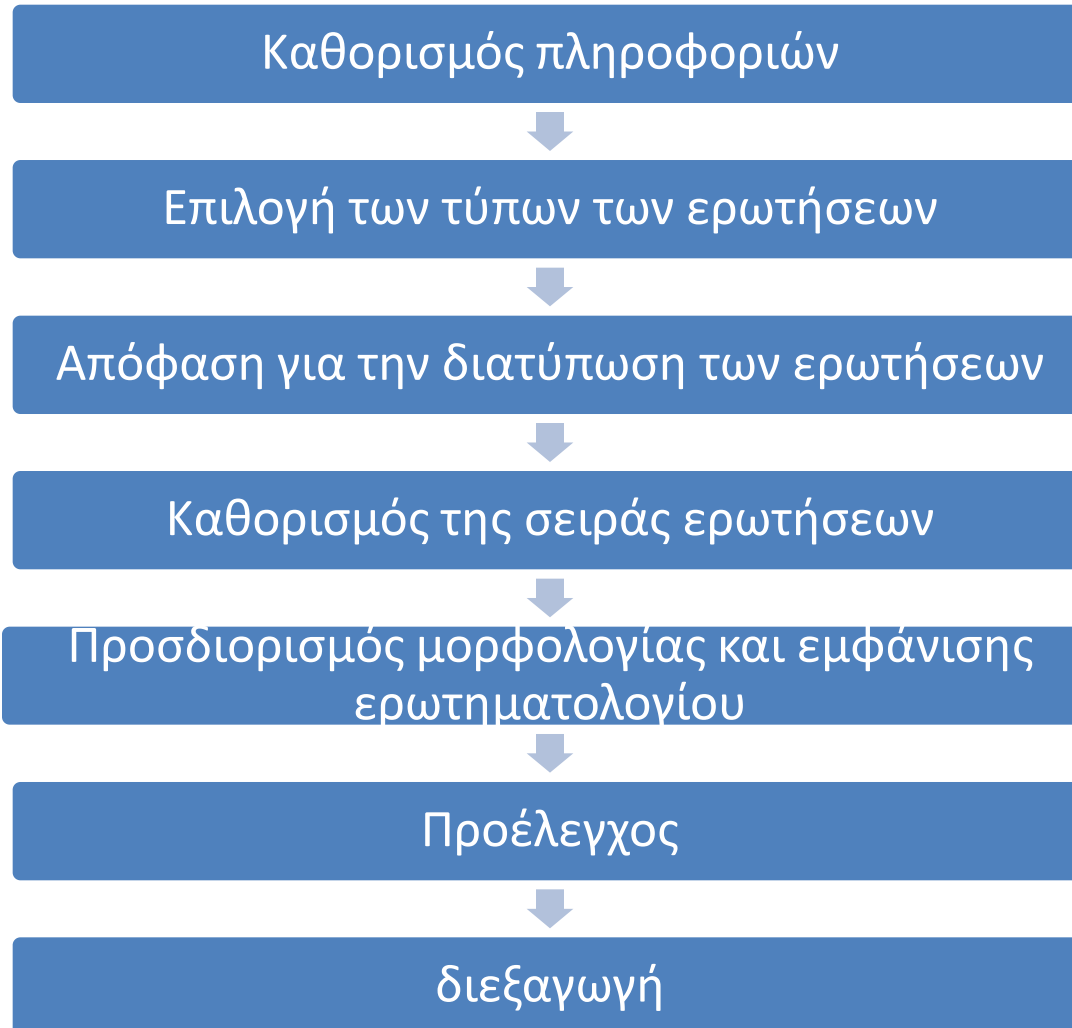 Καθορισμός πληροφοριών
Επιλογή των τύπων των ερωτήσεων
Απόφαση για την διατύπωση των ερωτήσεων
Καθορισμός της σειράς ερωτήσεων
Προσδιορισμός μορφολογίας και εμφάνισης
ερωτηματολογίου
Προέλεγχος
διεξαγωγή